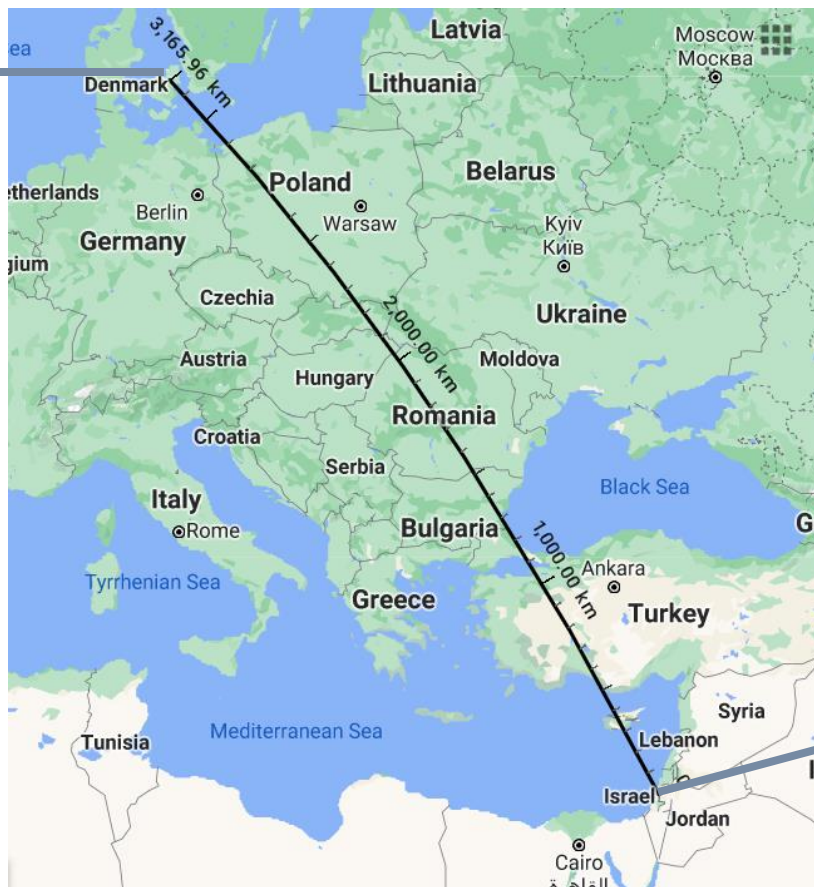 Latvia
Moscow
Москва
3,165.96 km
Denmark
Lithuania
Belarus
Poland
etherlands
Berlin
Warsaw
Kyiv
Київ
Germany
gium
Czechia
2,000.00 km
Ukraine
Austria
Moldova
Hungary
Romania
Croatia
Serbia
Black Sea
Italy
Rome
Bulgaria
1,000.00 km
G
Ankara
Tyrrhenian Sea
Greece
Turkey
Syria
Mediterranean Sea
Tunisia
Lebanon
Israel
Jordan
Cairo